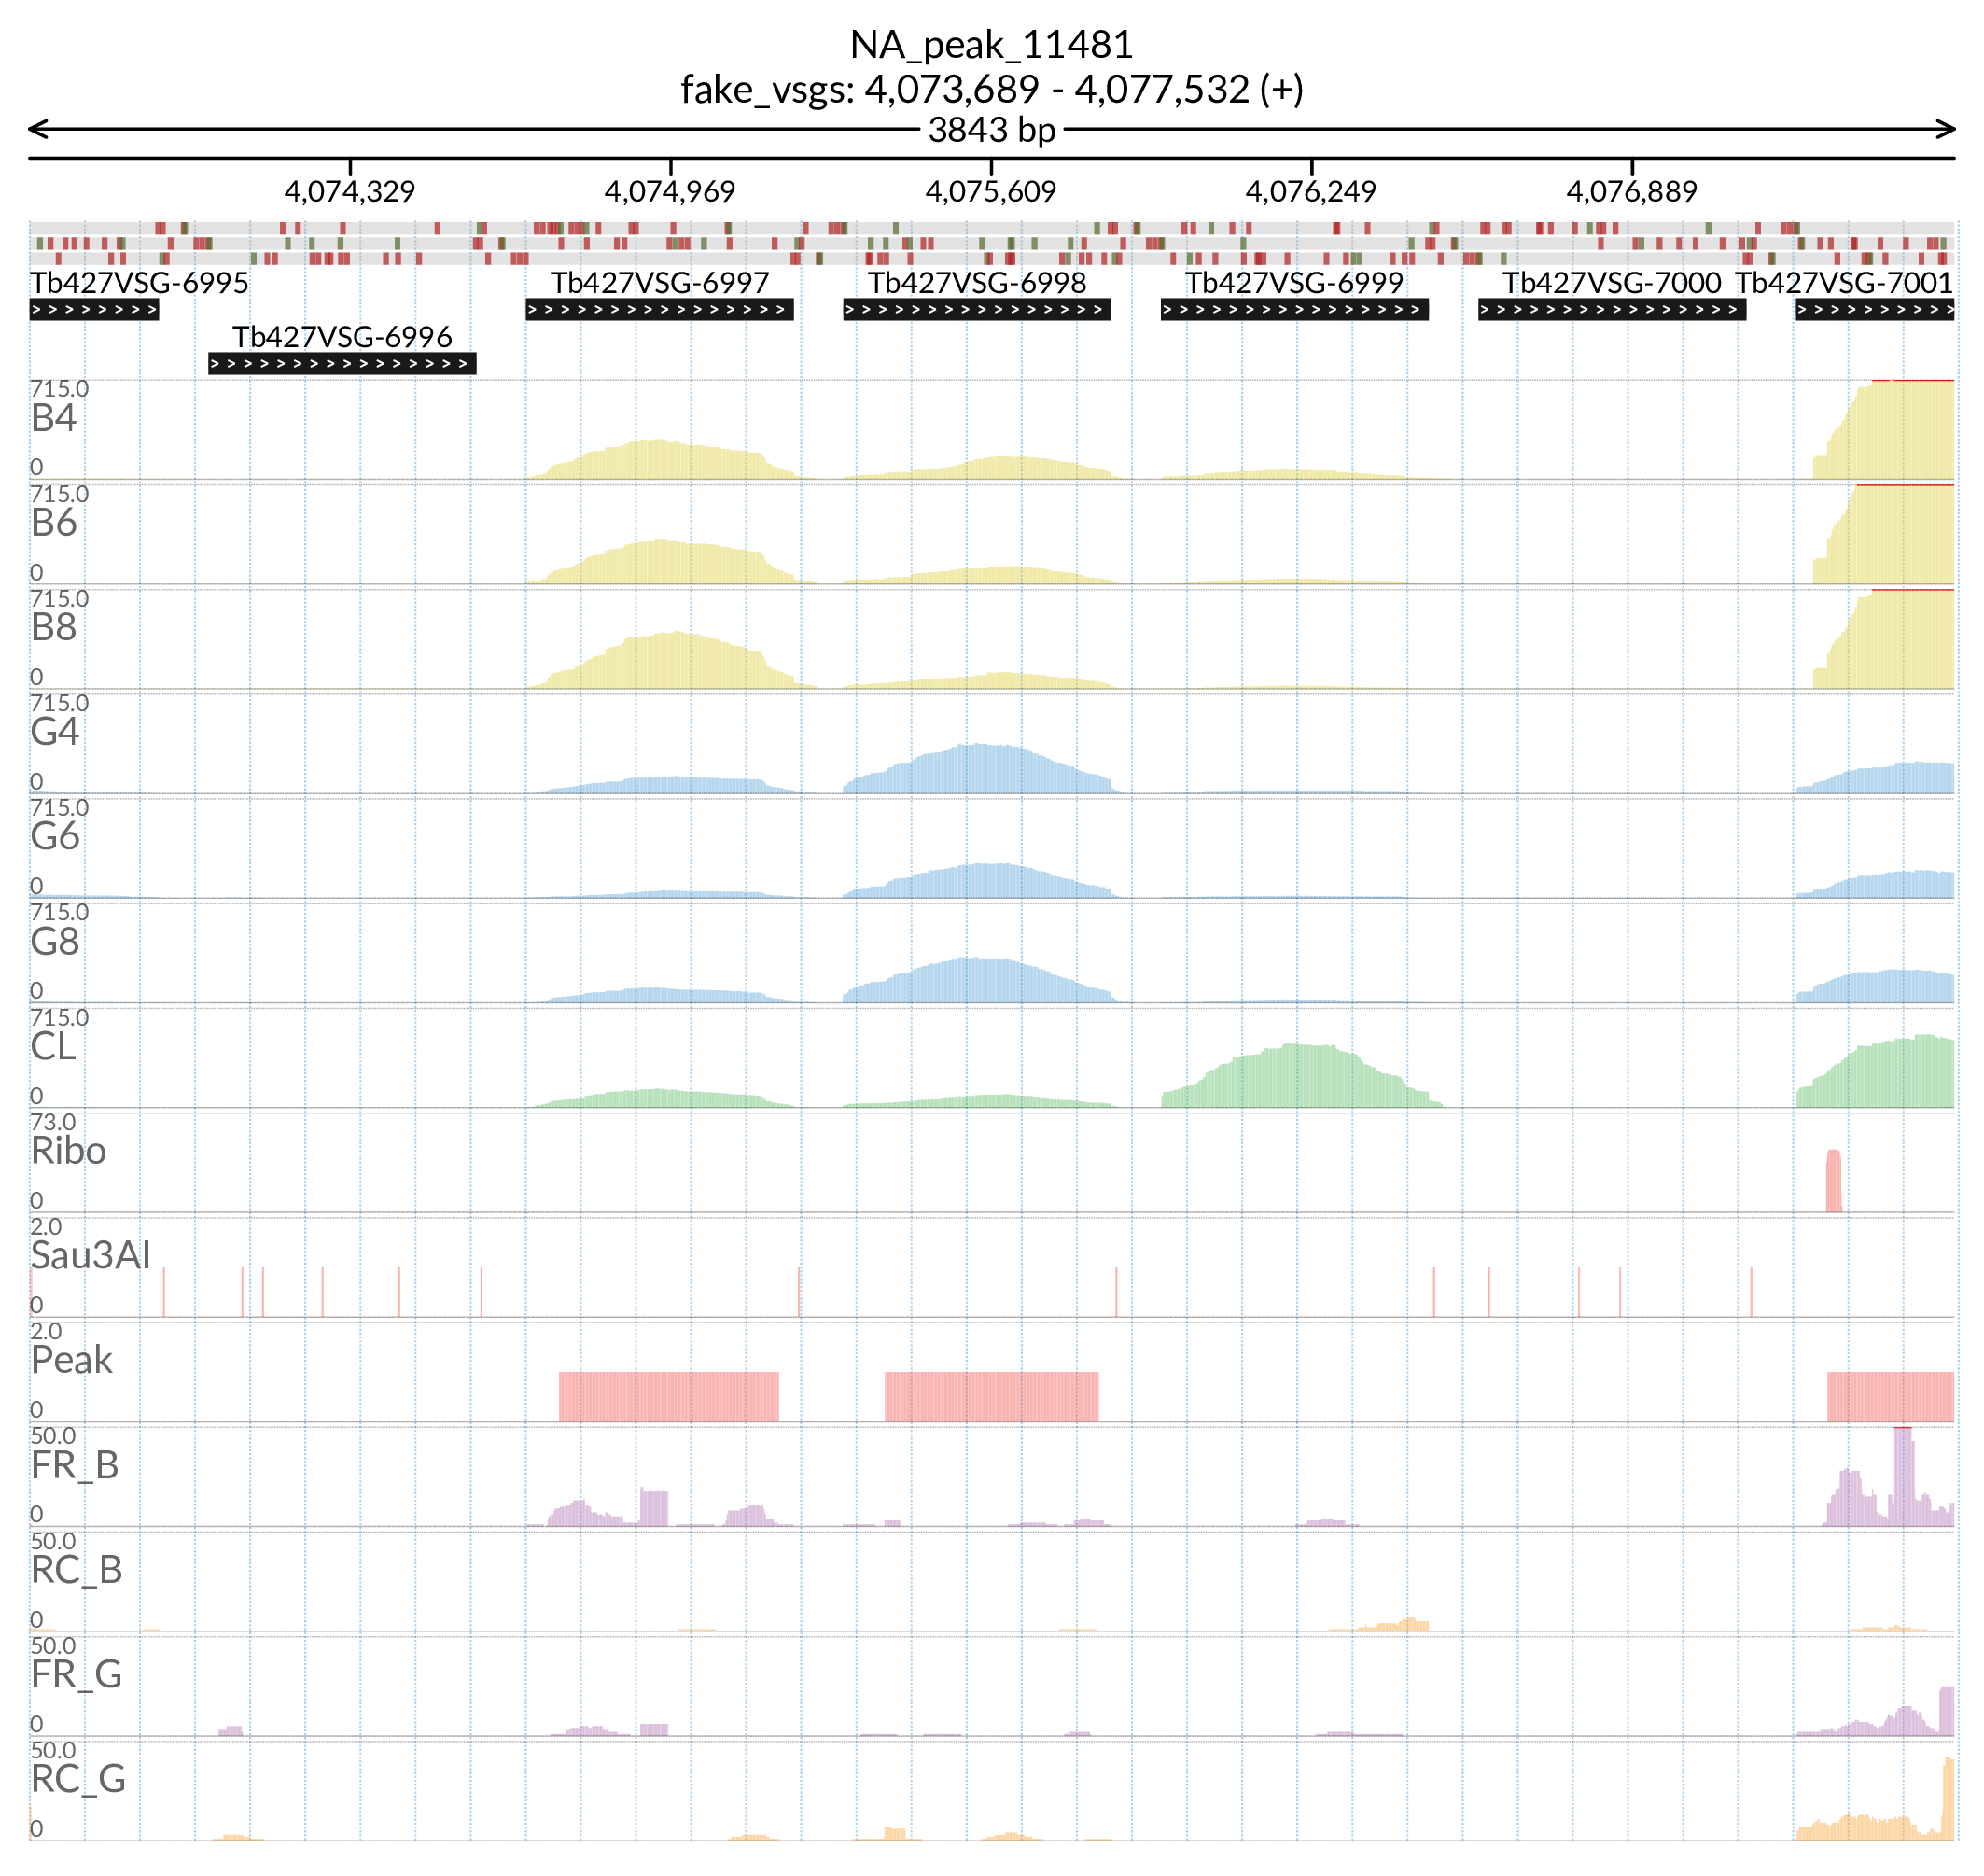 NA_peak_11481
fake_vsgs: 4,073,689 - 4,077,532 (+)
3843 bp
4,074,329 4,074,969 4,075,609 4,076,249 4,076,889
Tb427VSG-6995 Tb427VSG-6997 Tb427VSG-6998 Tb427VSG-6999 Tb427VSG-7000 Tb427VSG-7001
Tb427VSG-6996
715.0
B4
0
715.0
B6
0
715.0
B8
0
715.0
G4
0
715.0
G6
0
715.0
G8
0
715.0
CL
0
73.0
Ribo
0
2.0
Sau3AI
0
2.0
Peak
0
50.0
FR_B
0
50.0
RC_B
0
50.0
FR_G
0
50.0
RC_G
0